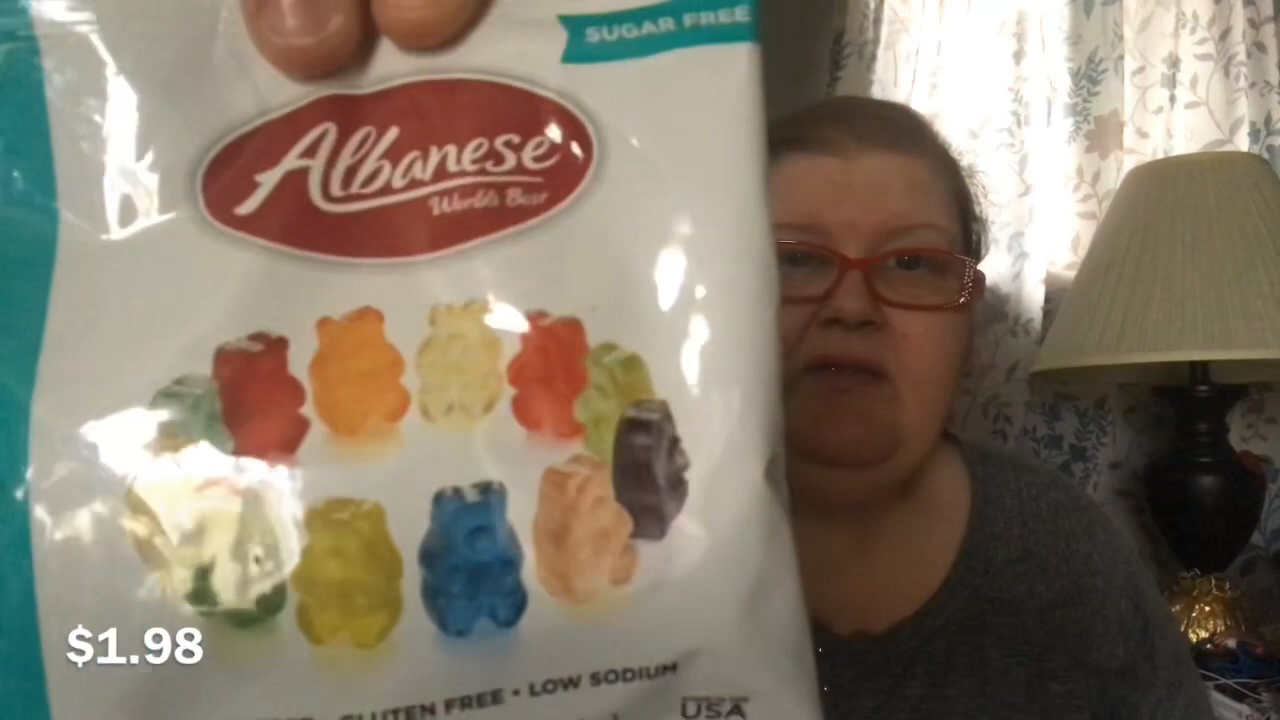 SUGAR FREE
Albanese
World's Best
$1.98
GLUTEN FREE • LOW SODIUM
USA